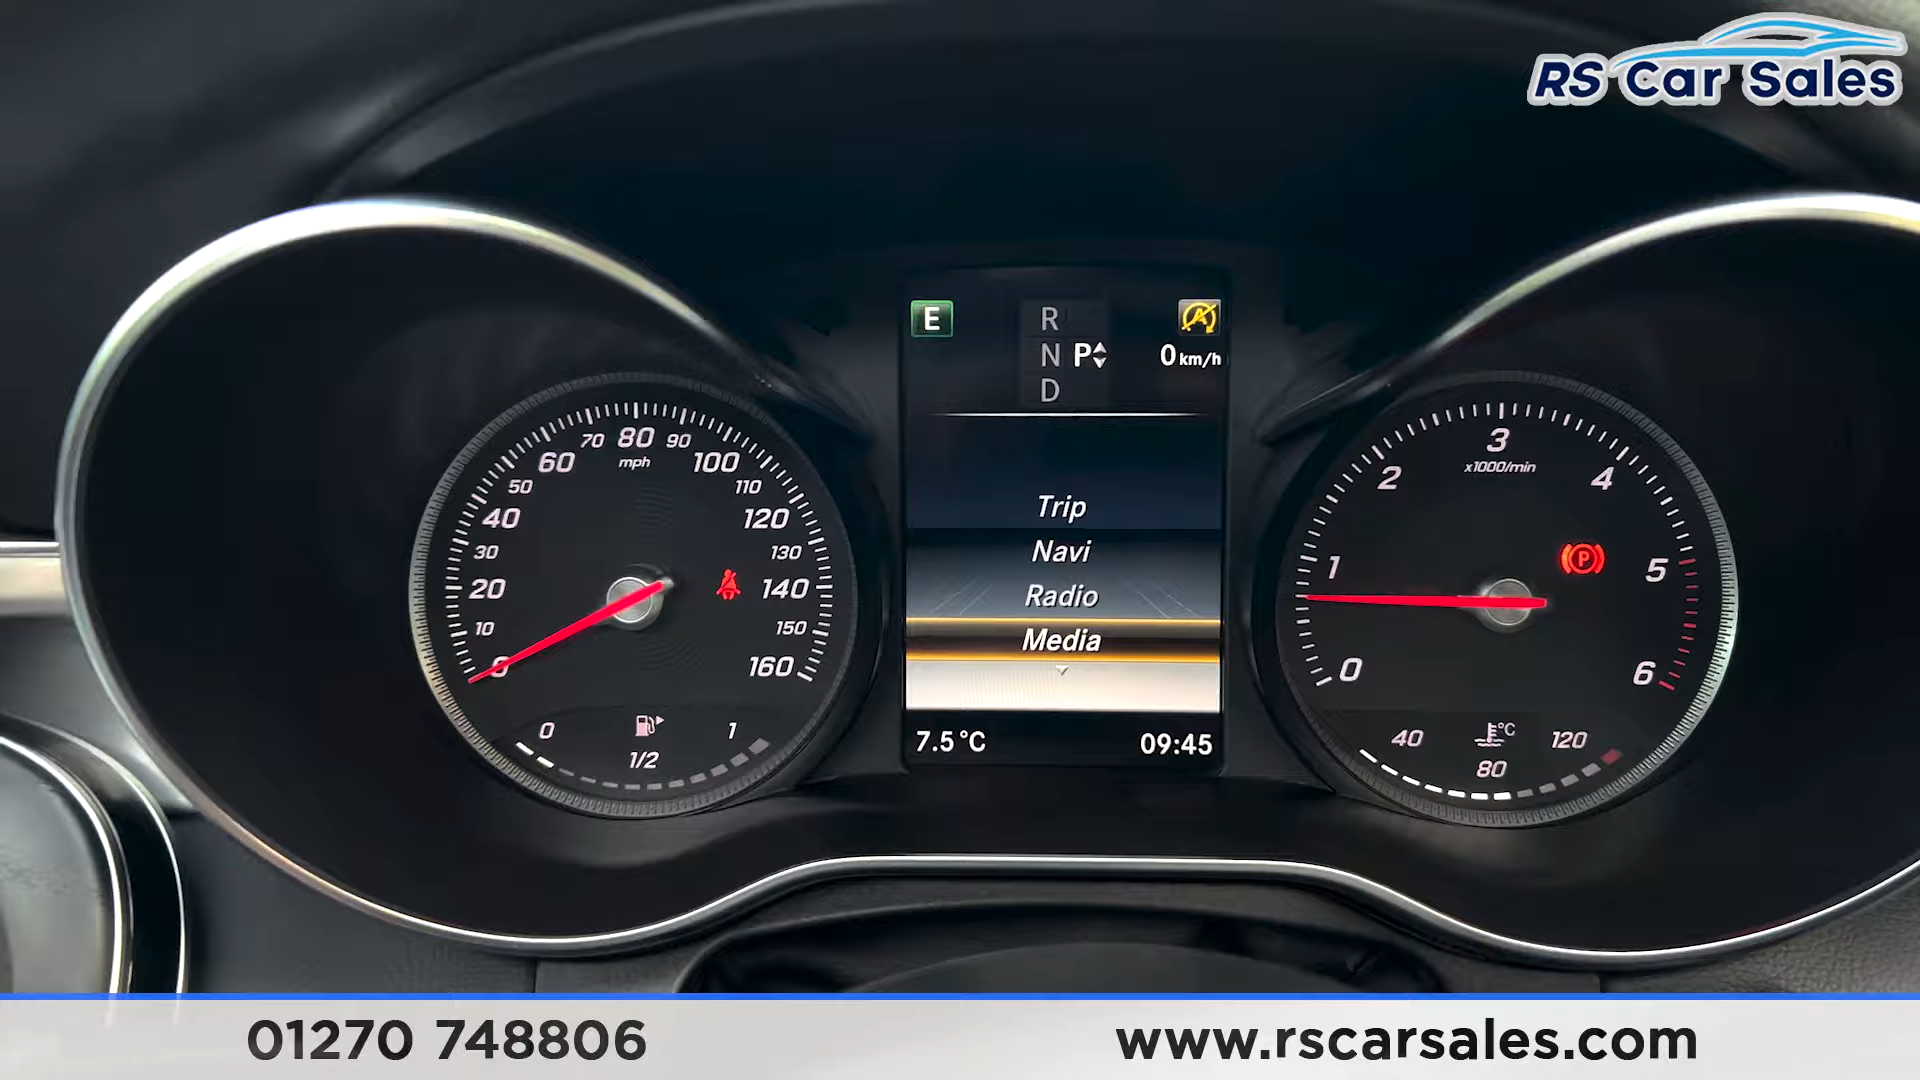 RS Car Sales
E
R
N P
D
0 km/h
Trip
Navi
Radio
Media
7.5°C
09:45
70 80 90
60 mph 100
50 110
40 120
30 130
20 140
10 150
0 160
0 1
1/2
3
2 x1000/min 4
1 P 5
0 6
40 °C 120
80
01270 748806
www.rscarsales.com